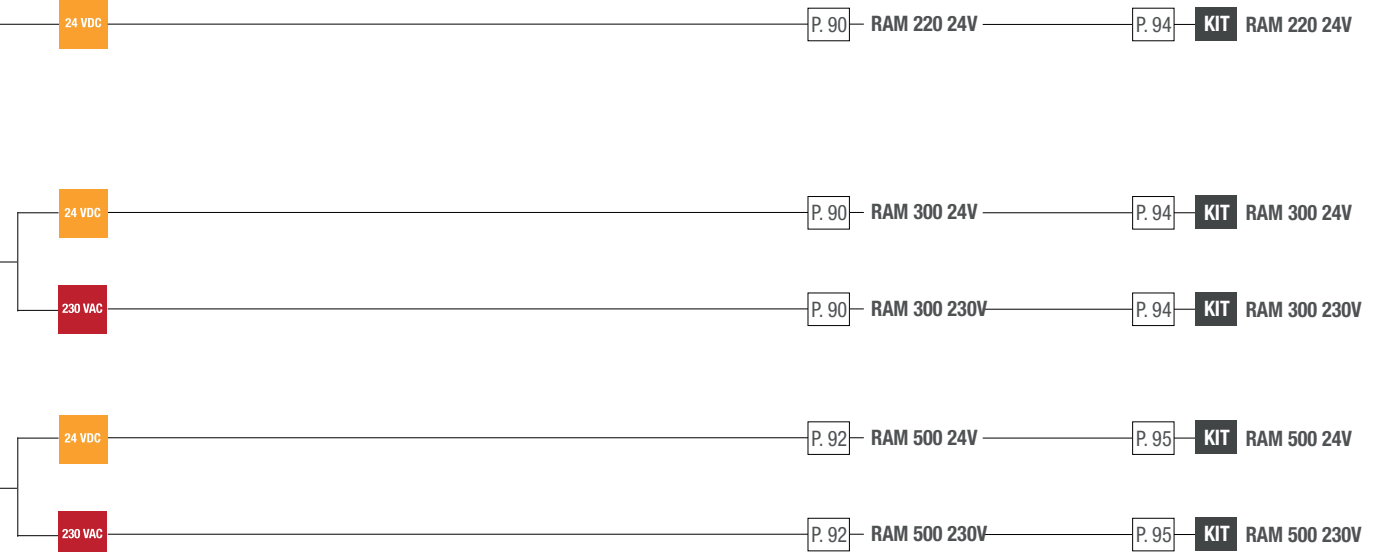 24 VDC P. 90 RAM 220 24V P. 94 KIT RAM 220 24V
24 VDC P. 90 RAM 300 24V P. 94 KIT RAM 300 24V
230 VAC P. 90 RAM 300 230V P. 94 KIT RAM 300 230V
24 VDC P. 92 RAM 500 24V P. 95 KIT RAM 500 24V
230 VAC P. 92 RAM 500 230V P. 95 KIT RAM 500 230V